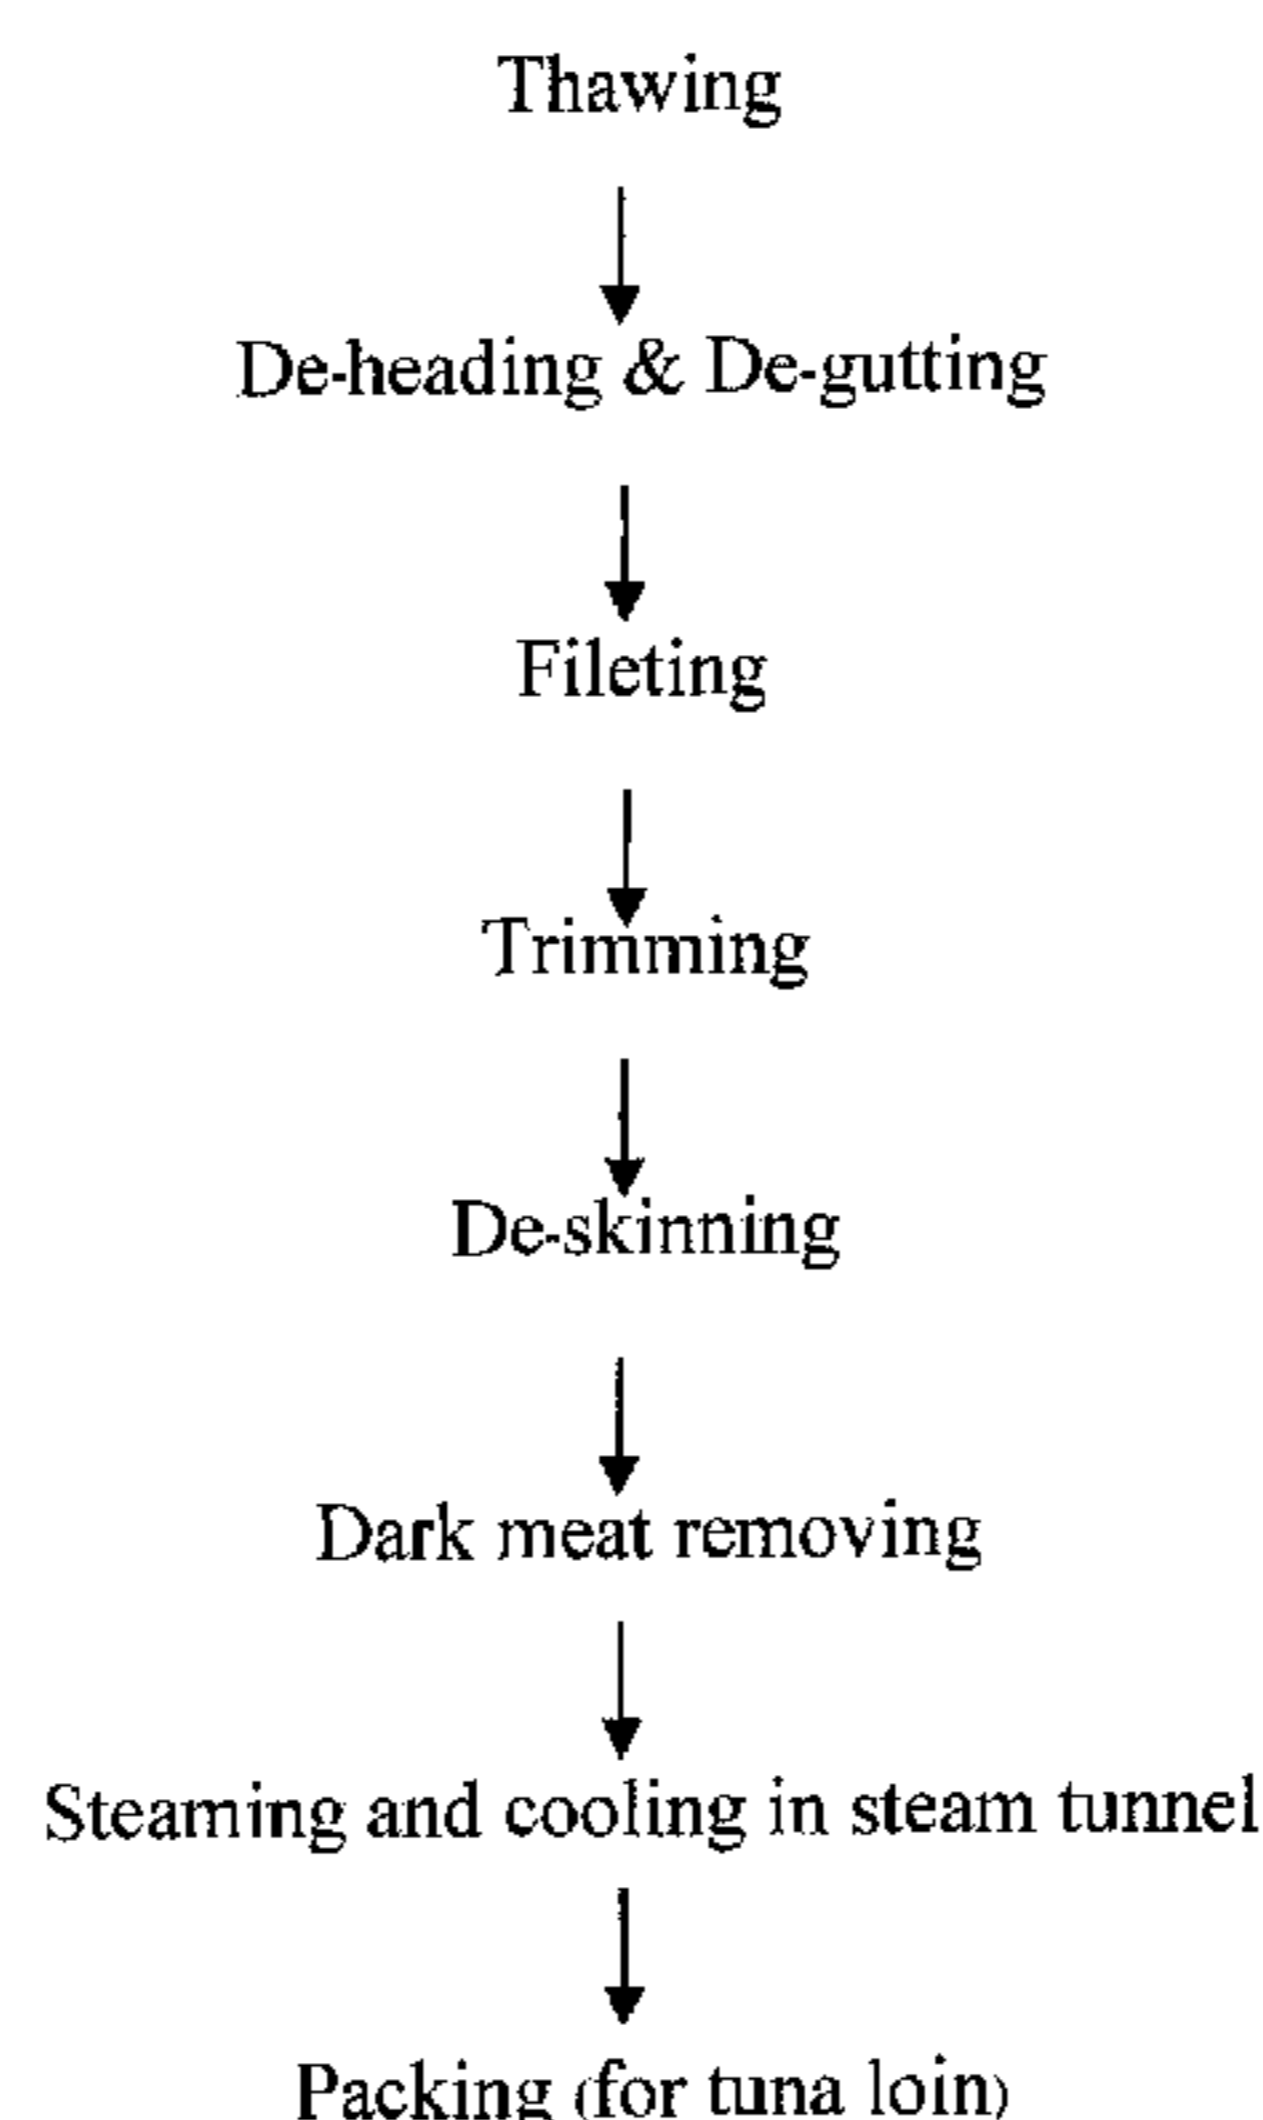 Thawing
De-heading & De-gutting
Fileting
Trimming
De-skinning
Dark meat removing
Steaming and cooling in steam tunnel
Packing (for tuna loin)